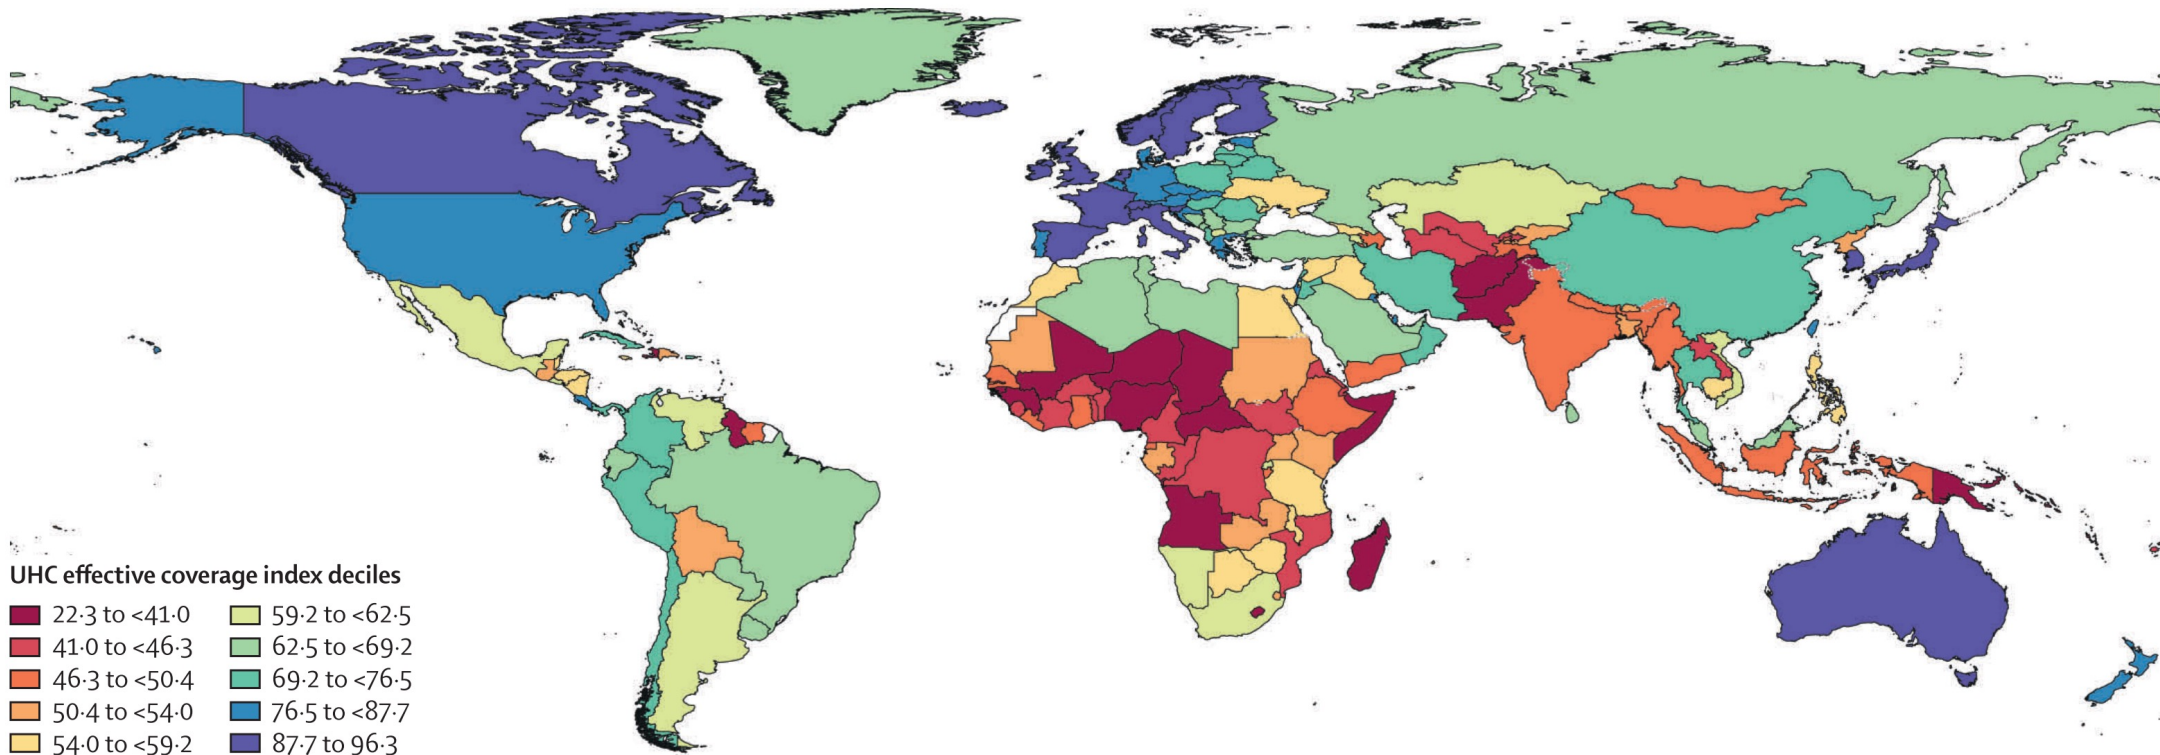 UHC effective coverage index deciles
22·3 to <41·0
41·0 to <46·3
46·3 to <50·4
50·4 to <54·0
54·0 to <59·2
59·2 to <62·5
62·5 to <69·2
69·2 to <76·5
76·5 to <87·7
87·7 to 96·3